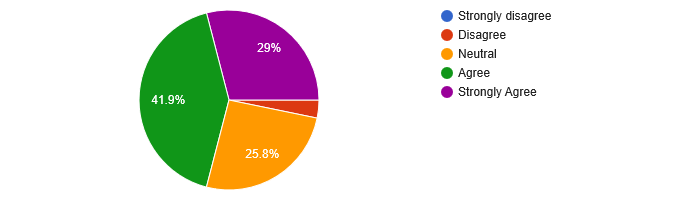 29%
41.9%
25.8%
Strongly disagree
Disagree
Neutral
Agree
Strongly Agree